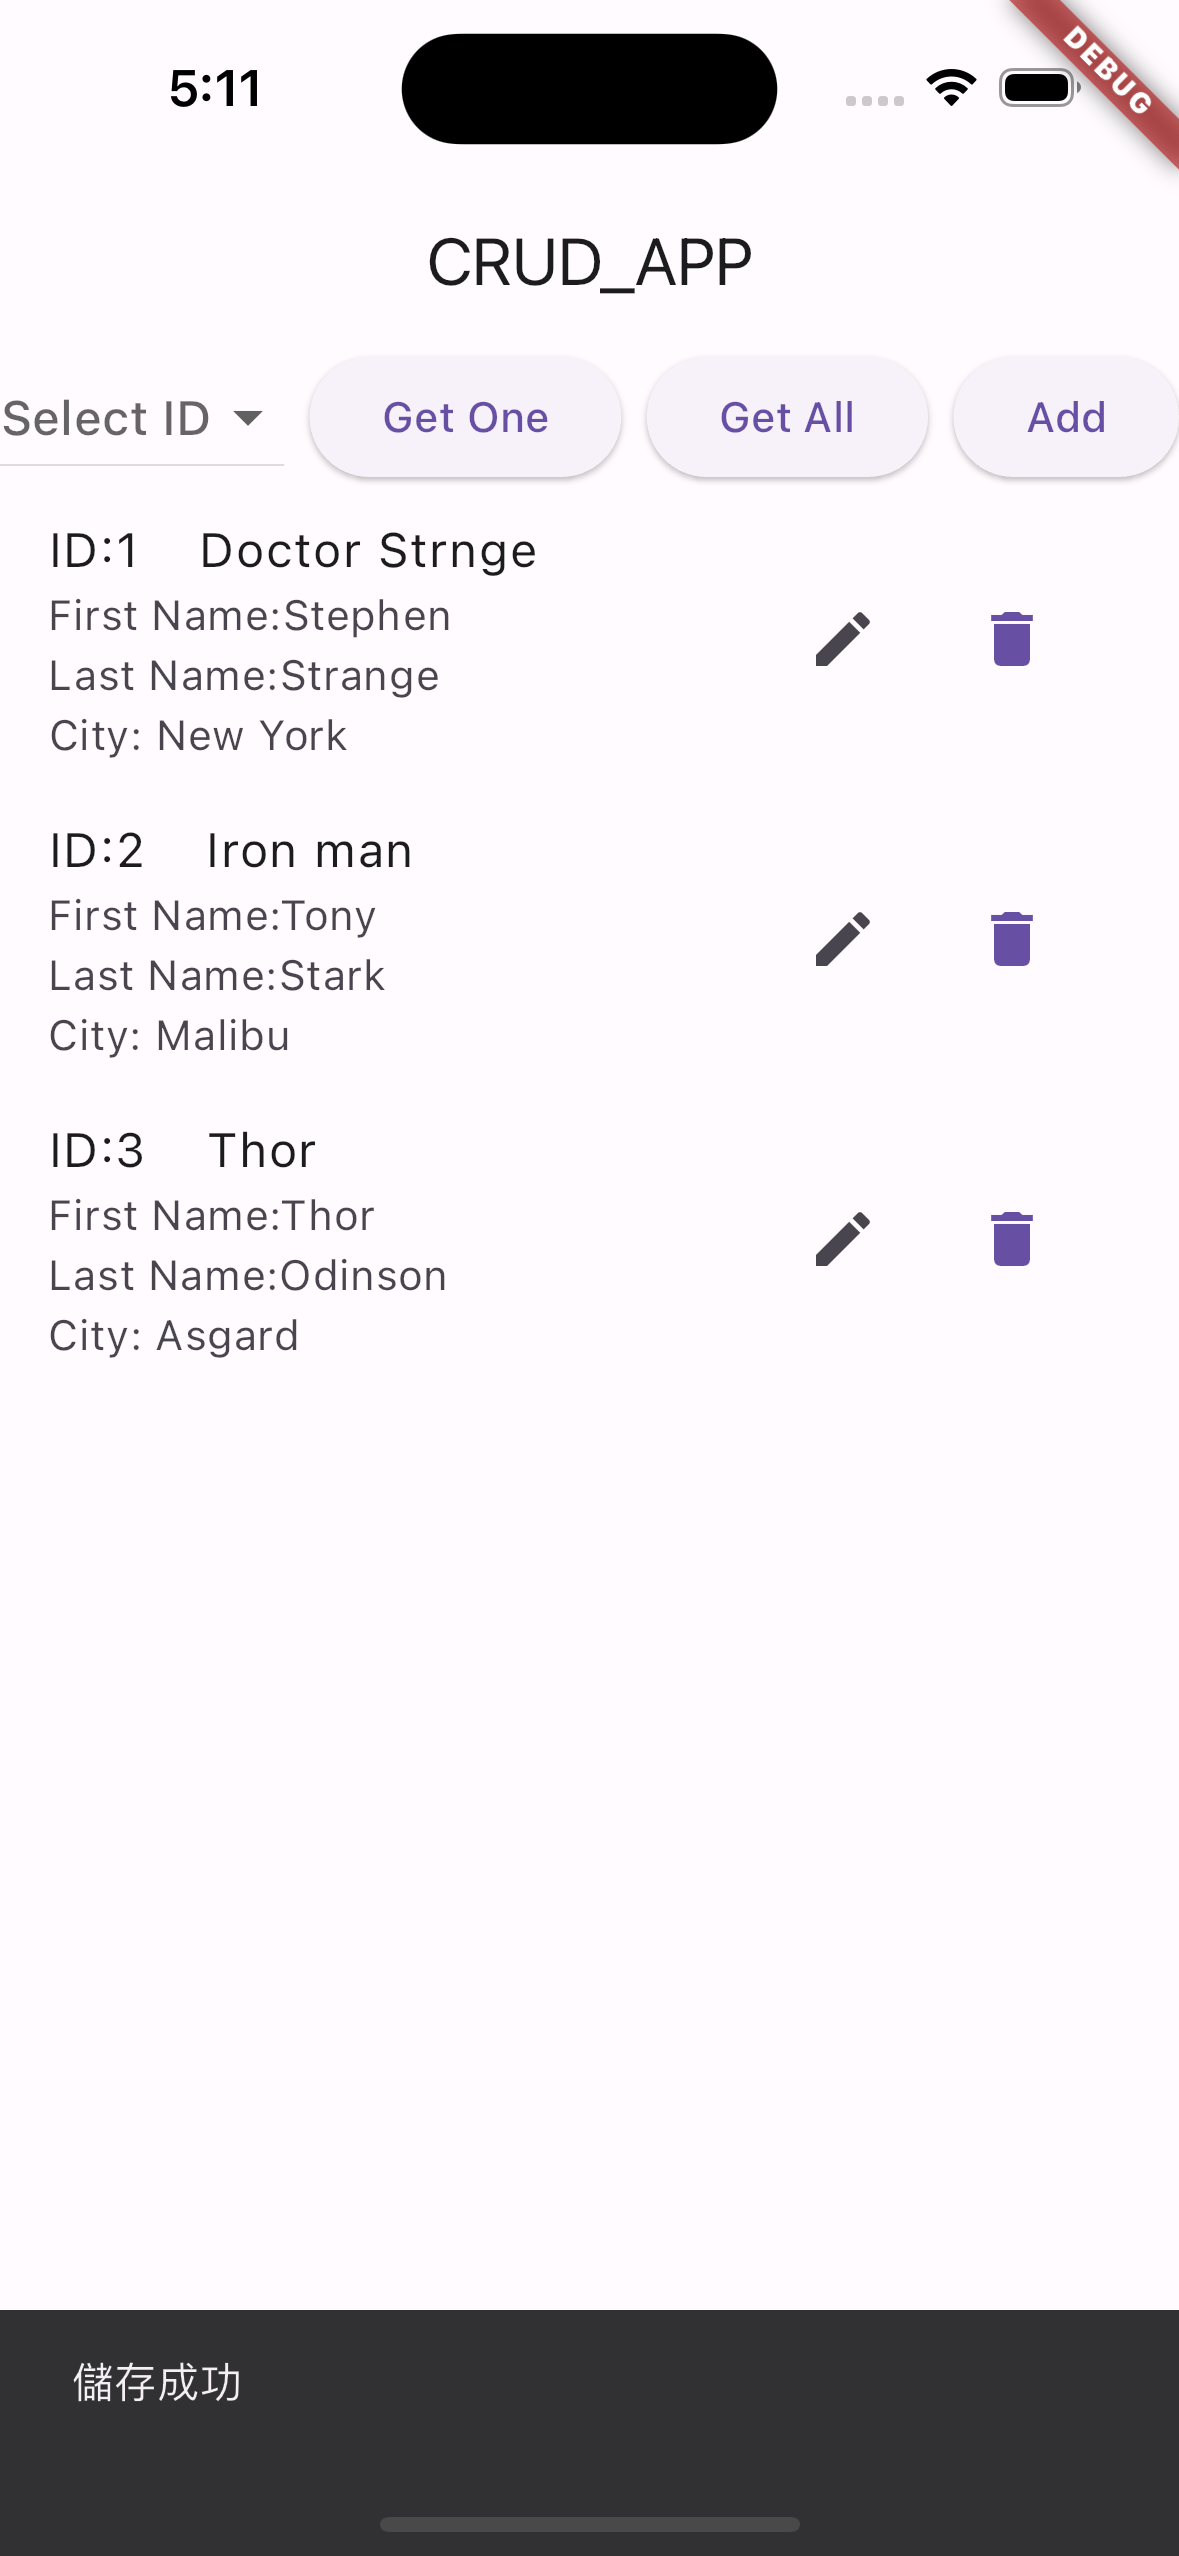 5:11
DEBUG
CRUD_APP
Select ID Get One Get All Add
ID:1 Doctor Strnge
First Name:Stephen
Last Name:Strange
City: New York
ID:2 Iron man
First Name:Tony
Last Name:Stark
City: Malibu
ID:3 Thor
First Name:Thor
Last Name:Odinson
City: Asgard
儲存成功